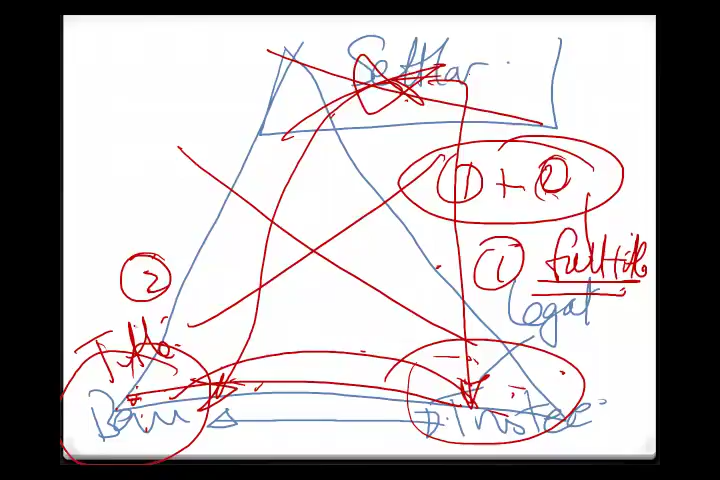 Settlor
① + ②
① full title
legal
②
Title
Ben Trustee